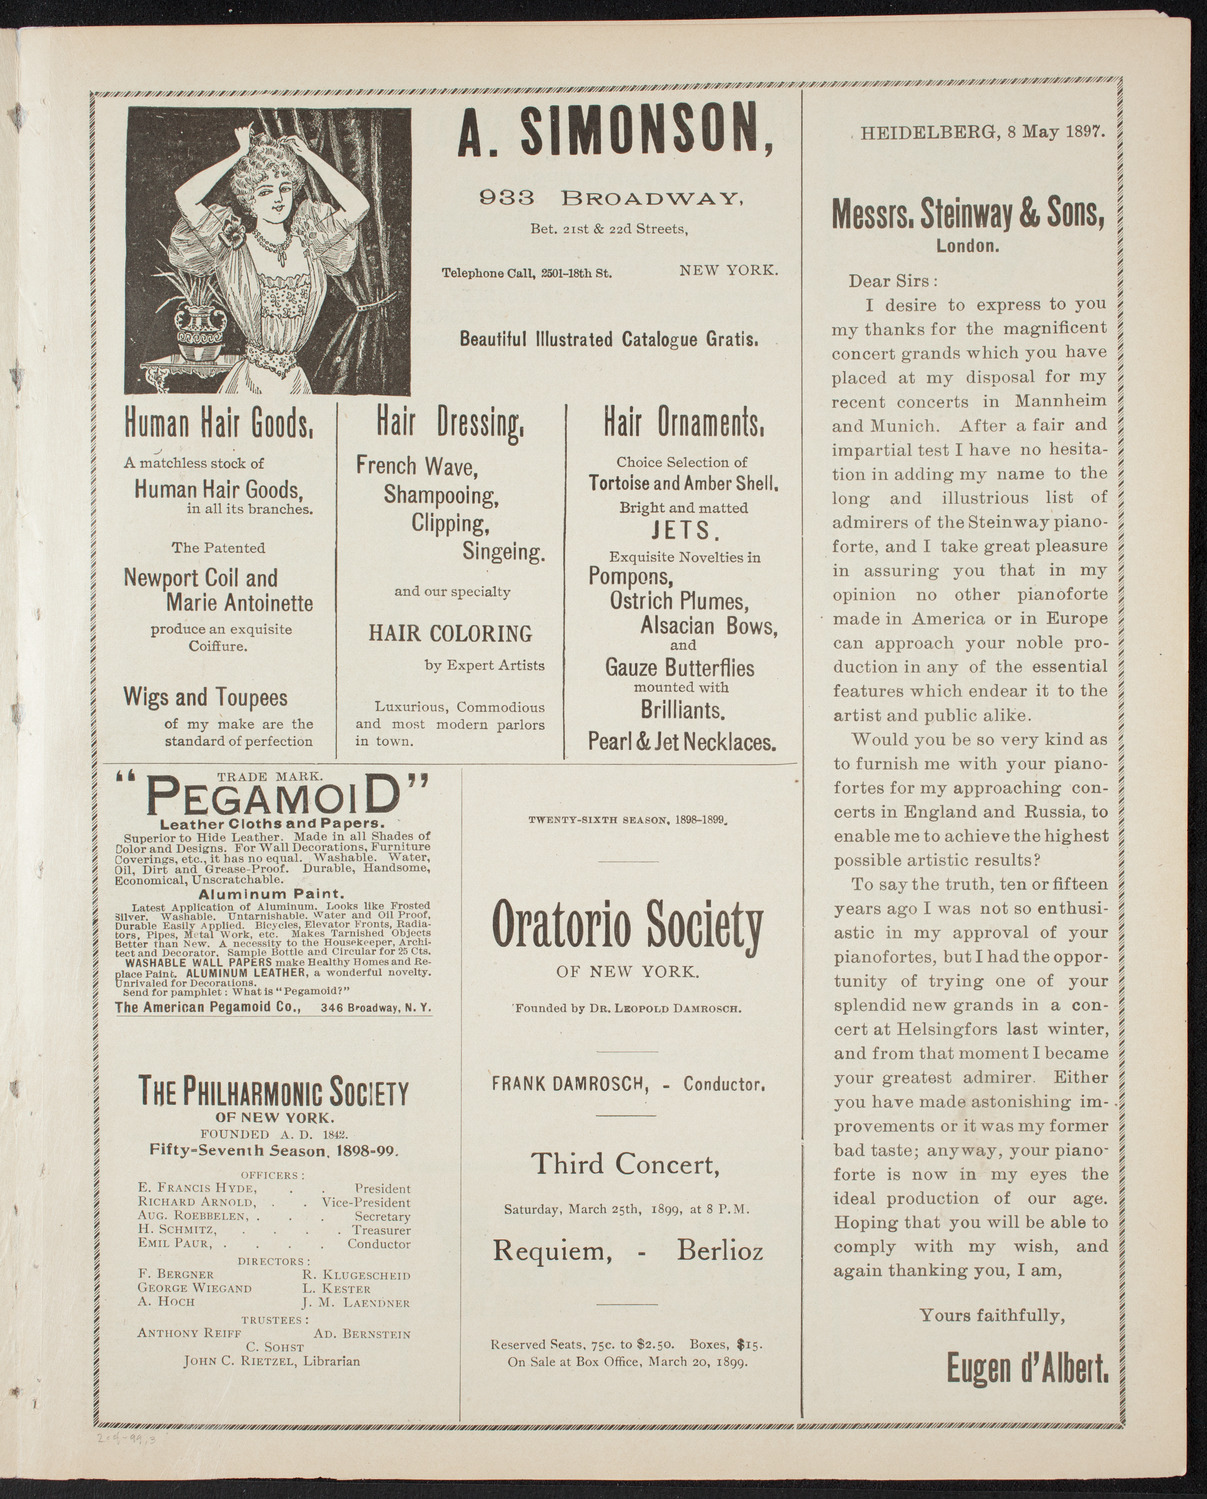 A. SIMONSON,
933 BROADWAY,
Bet. 21st & 22d Streets,
Telephone Call, 2501-18th St. NEW YORK.
Beautiful Illustrated Catalogue Gratis.
Human Hair Goods,
A matchless stock of
Human Hair Goods,
in all its branches.
The Patented
Newport Coil and
Marie Antoinette
produce an exquisite
Coiffure.
Wigs and Toupees
of my make are the
standard of perfection
Hair Dressing,
French Wave,
Shampooing,
Clipping,
Singeing.
and our specialty
HAIR COLORING
by Expert Artists
Luxurious, Commodious
and most modern parlors
in town.
Hair Ornaments,
Choice Selection of
Tortoise and Amber Shell,
Bright and matted
JETS.
Exquisite Novelties in
Pompons,
Ostrich Plumes,
Alsacian Bows,
and
Gauze Butterflies
mounted with
Brilliants.
Pearl & Jet Necklaces.
TRADE MARK.
"PEGAMOID"
Leather Cloths and Papers.
Superior to Hide Leather. Made in all Shades of
Color and Designs. For Wall Decorations, Furniture
Coverings, etc., it has no equal. Washable. Water,
Oil, Dirt and Grease-Proof. Durable, Handsome,
Economical, Unscratchable.
Aluminum Paint.
Latest Application of Aluminum. Looks like Frosted
Silver. Washable. Untarnishable. Water and Oil Proof,
Durable Easily Applied. Bicycles, Elevator Fronts, Radia-
tors, Pipes, Metal Work, etc. Makes Tarnished Objects
Better than New. A necessity to the Housekeeper, Archi-
tect and Decorator. Sample Bottle and Circular for 25 Cts.
WASHABLE WALL PAPERS make Healthy Homes and Re-
place Paint. ALUMINUM LEATHER, a wonderful novelty.
Unrivaled for Decorations.
Send for pamphlet: What is "Pegamoid?"
The American Pegamoid Co., 346 Broadway, N. Y.
THE PHILHARMONIC SOCIETY
OF NEW YORK.
FOUNDED A. D. 1842.
Fifty-Seventh Season, 1898-99.
OFFICERS:
E. FRANCIS HYDE, . . President
RICHARD ARNOLD, . . Vice-President
AUG. ROEBBELEN, . . . Secretary
H. SCHMITZ, . . . . Treasurer
EMIL PAUR, . . . . Conductor
DIRECTORS:
F. BERGNER R. KLUGESCHEID
GEORGE WIEGAND L. KESTER
A. HOCH J. M. LAENDNER
TRUSTEES:
ANTHONY REIFF AD. BERNSTEIN
C. SOHST
JOHN C. RIETZEL, Librarian
TWENTY-SIXTH SEASON, 1898-1899.
Oratorio Society
OF NEW YORK.
Founded by DR. LEOPOLD DAMROSCH.
FRANK DAMROSCH, - Conductor.
Third Concert,
Saturday, March 25th, 1899, at 8 P.M.
Requiem, - Berlioz
Reserved Seats, 75c. to $2.50. Boxes, $15.
On Sale at Box Office, March 20, 1899.
HEIDELBERG, 8 May 1897.
Messrs. Steinway & Sons,
London.
Dear Sirs:
I desire to express to you
my thanks for the magnificent
concert grands which you have
placed at my disposal for my
recent concerts in Mannheim
and Munich. After a fair and
impartial test I have no hesita-
tion in adding my name to the
long and illustrious list of
admirers of the Steinway piano-
forte, and I take great pleasure
in assuring you that in my
opinion no other pianoforte
made in America or in Europe
can approach your noble pro-
duction in any of the essential
features which endear it to the
artist and public alike.
Would you be so very kind as
to furnish me with your piano-
fortes for my approaching con-
certs in England and Russia, to
enable me to achieve the highest
possible artistic results?
To say the truth, ten or fifteen
years ago I was not so enthusi-
astic in my approval of your
pianofortes, but I had the oppor-
tunity of trying one of your
splendid new grands in a con-
cert at Helsingfors last winter,
and from that moment I became
your greatest admirer. Either
you have made astonishing im-
provements or it was my former
bad taste; anyway, your piano-
forte is now in my eyes the
ideal production of our age.
Hoping that you will be able to
comply with my wish, and
again thanking you, I am,
Yours faithfully,
Eugen d'Albert.